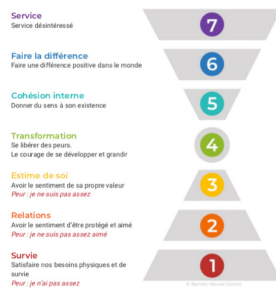 Service
Service désintéressé
7
Faire la différence
Faire une différence positive dans le monde
6
Cohésion interne
Donner du sens à son existence
5
Transformation
Se libérer des peurs.
Le courage de se développer et grandir
4
Estime de soi
Avoir le sentiment de sa propre valeur
Peur : je ne suis pas assez
3
Relations
Avoir le sentiment d'être protégé et aimé
Peur : je ne suis pas assez aimé
2
Survie
Satisfaire nos besoins physiques et de
survie
Peur : je n'ai pas assez
1
© Barrett Values Centre